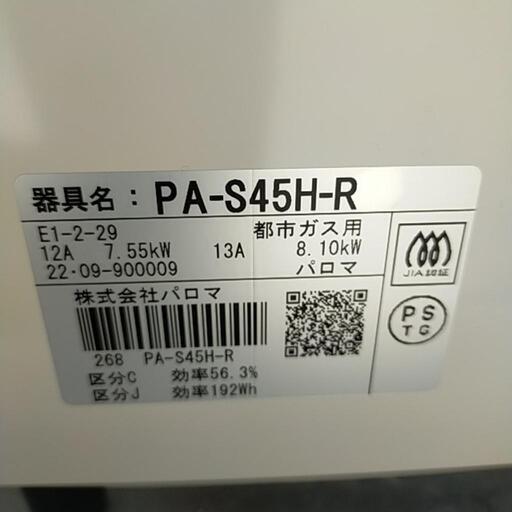 器具名：PA-S45H-R
E1-2-29 都市ガス用
12A 7.55kW 13A 8.10kW
22・09-900009 パロマ
株式会社パロマ
268 PA-S45H-R
区分C 効率56.3%
区分J 効率192Wh
JIA認証
PS
TG